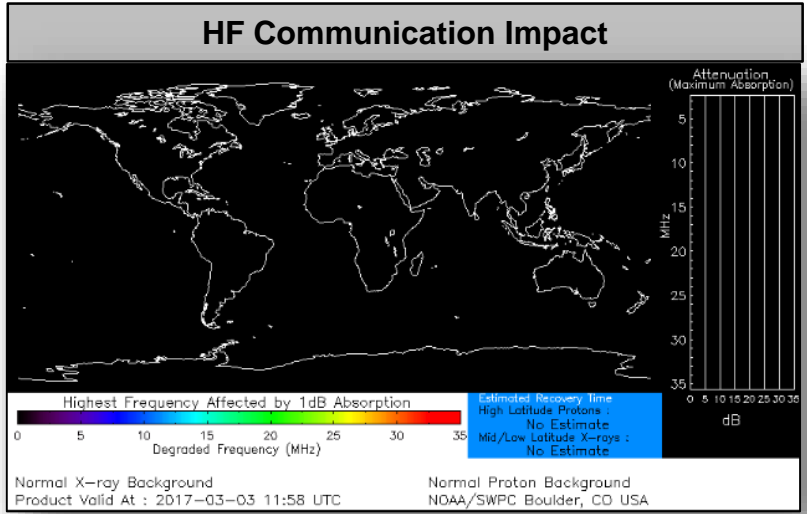 HF Communication Impact
Attenuation
(Maximum Absorption)
5
10
15
20
25
30
35
MHz
0 5 10 15 20 25 30 35
dB
Highest Frequency Affected by 1dB Absorption
0 5 10 15 20 25 30 35
Degraded Frequency (MHz)
Estimated Recovery Time
High Latitude Protons :
No Estimate
Mid/Low Latitude X-rays :
No Estimate
Normal X-ray Background
Normal Proton Background
Product Valid At : 2017-03-03 11:58 UTC
NOAA/SWPC Boulder, CO USA